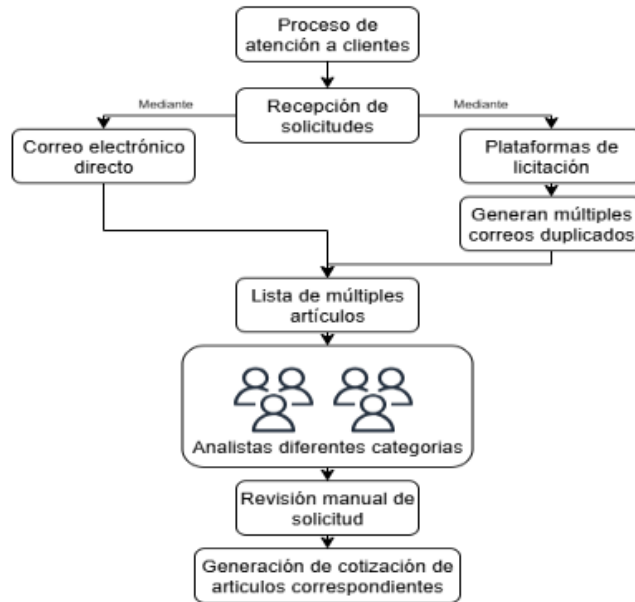 Proceso de
atención a clientes
Mediante
Recepción de
solicitudes
Mediante
Correo electrónico
directo
Plataformas de
licitación
Generan múltiples
correos duplicados
Lista de múltiples
artículos
Analistas diferentes categorias
Revisión manual de
solicitud
Generación de cotización de
articulos correspondientes